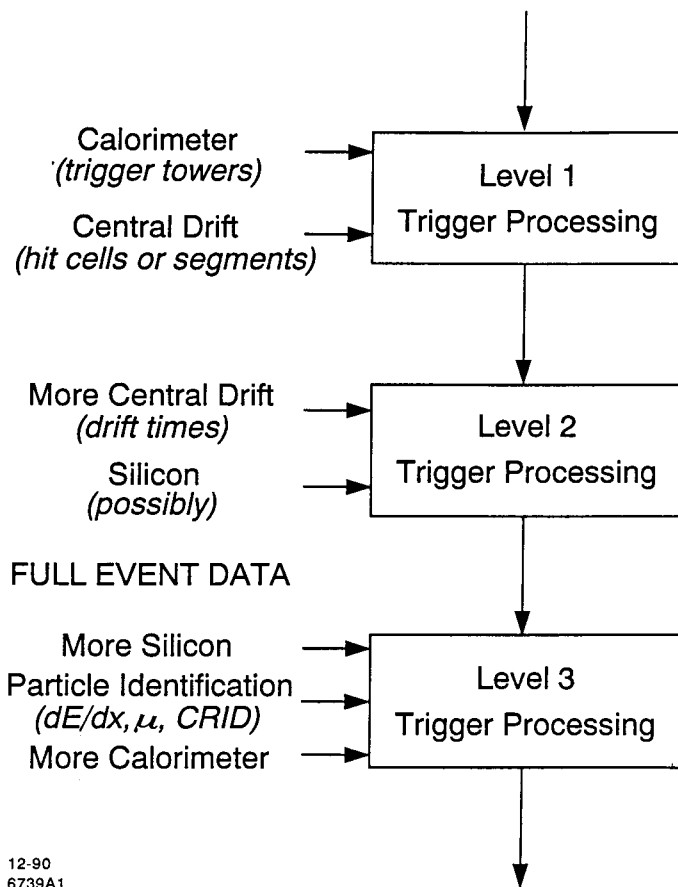 Calorimeter
(trigger towers)
Central Drift
(hit cells or segments)
Level 1
Trigger Processing
More Central Drift
(drift times)
Silicon
(possibly)
Level 2
Trigger Processing
FULL EVENT DATA
More Silicon
Particle Identification
(dE/dx, μ, CRID)
More Calorimeter
Level 3
Trigger Processing
12-90
6739A1